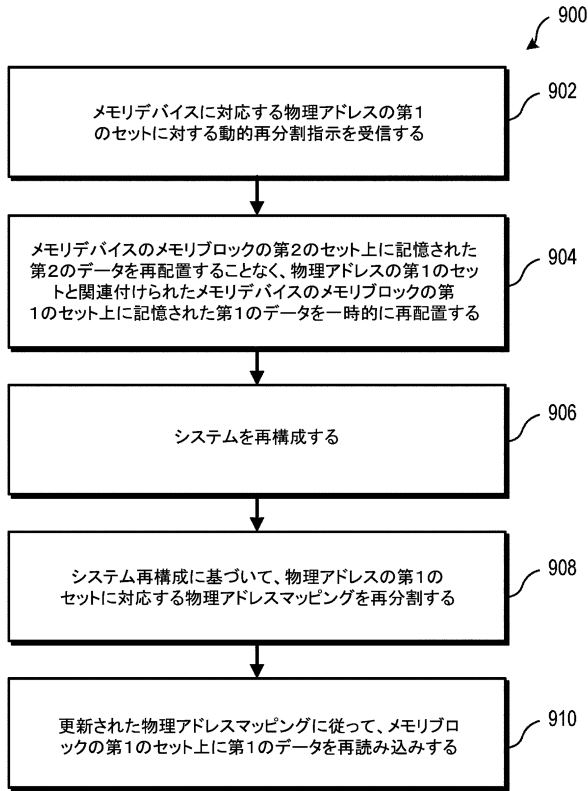 900
メモリデバイスに対応する物理アドレスの第1
のセットに対する動的再分割指示を受信する
902
メモリデバイスのメモリブロックの第2のセット上に記憶された
第2のデータを再配置することなく、物理アドレスの第1のセッ
トと関連付けられたメモリデバイスのメモリブロックの第
1のセット上に記憶された第1のデータを一時的に再配置する
904
システムを再構成する
906
システム再構成に基づいて、物理アドレスの第1の
セットに対応する物理アドレスマッピングを再分割する
908
更新された物理アドレスマッピングに従って、メモリブロ
ックの第1のセット上に第1のデータを再読み込みする
910